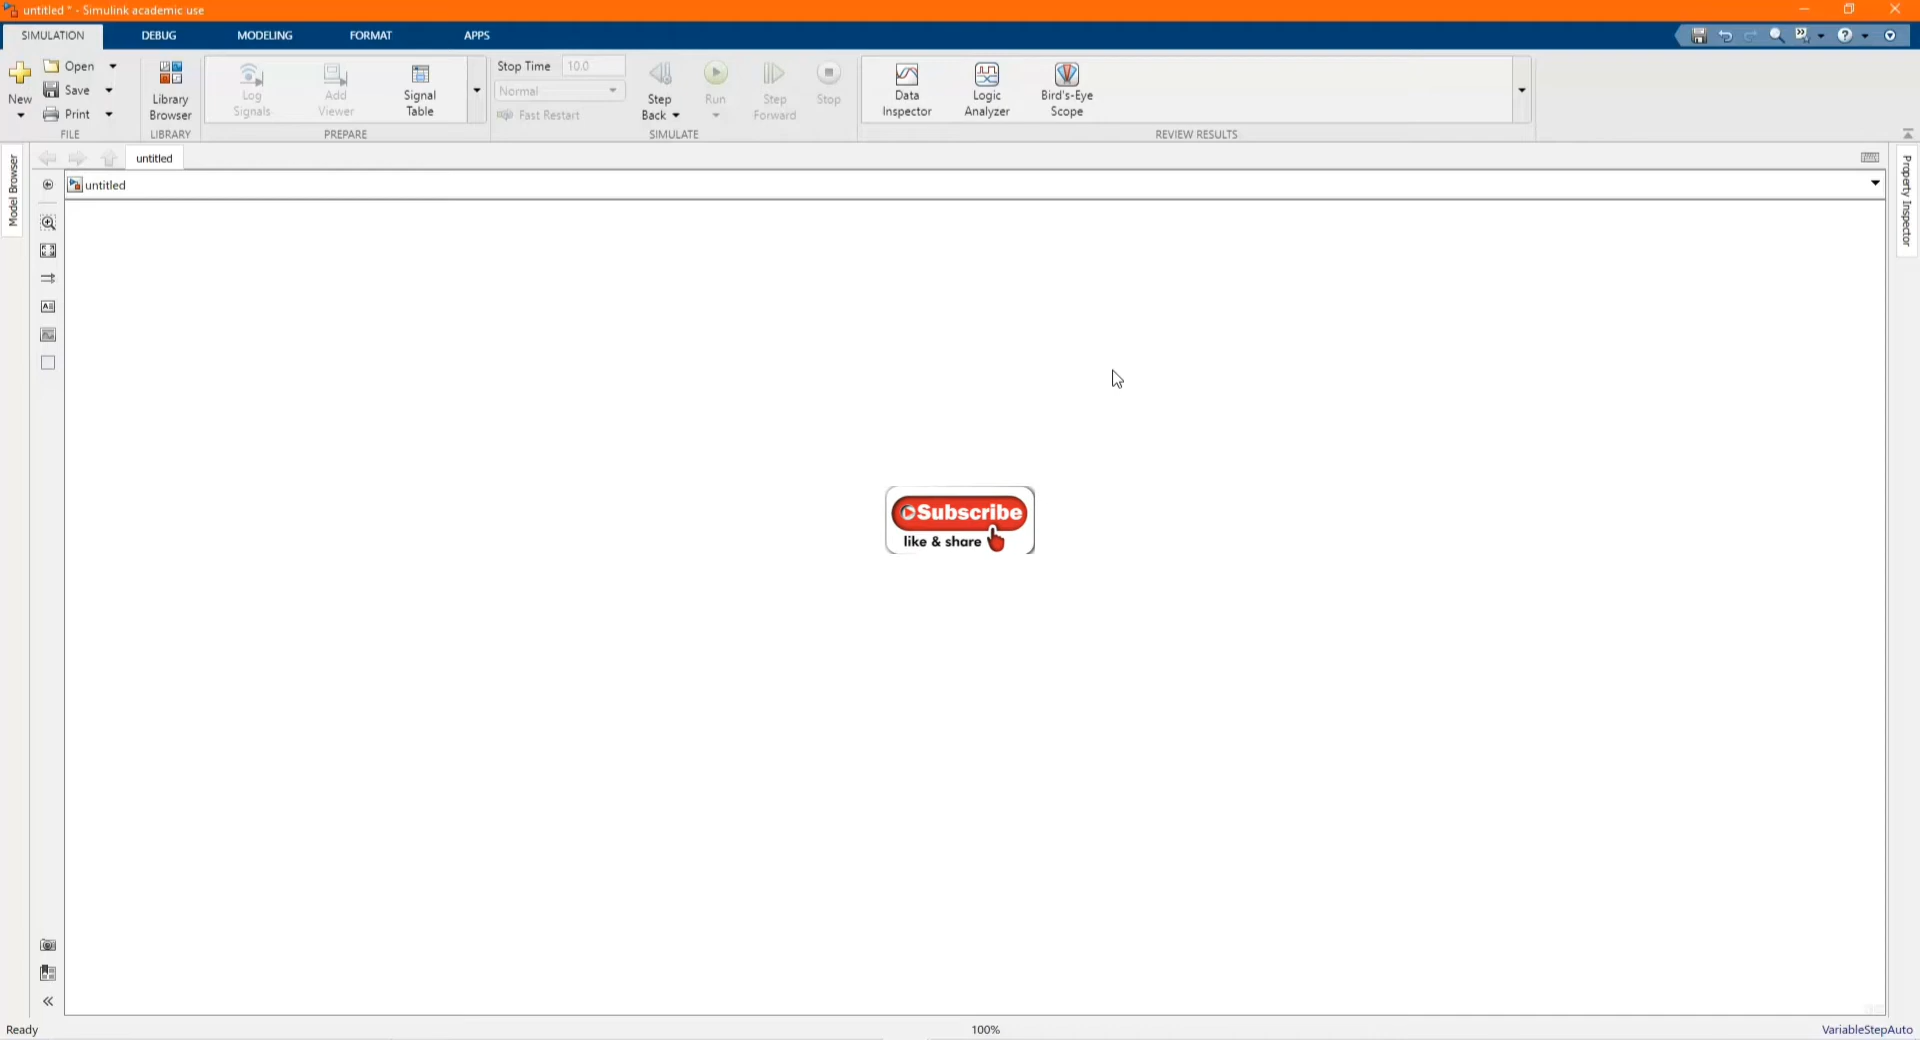 untitled * - Simulink academic use
SIMULATION DEBUG MODELING FORMAT APPS
New
Open
Save
Print
FILE
Library
Browser
LIBRARY
Log
Signals
Add
Viewer
Signal
Table
PREPARE
Stop Time 10.0
Normal
Fast Restart
Step
Back
Run
Step
Forward
Stop
SIMULATE
Data
Inspector
Logic
Analyzer
Bird's-Eye
Scope
REVIEW RESULTS
Model Browser
untitled
untitled
Property Inspector
Subscribe
like & share
Ready 100% VariableStepAuto